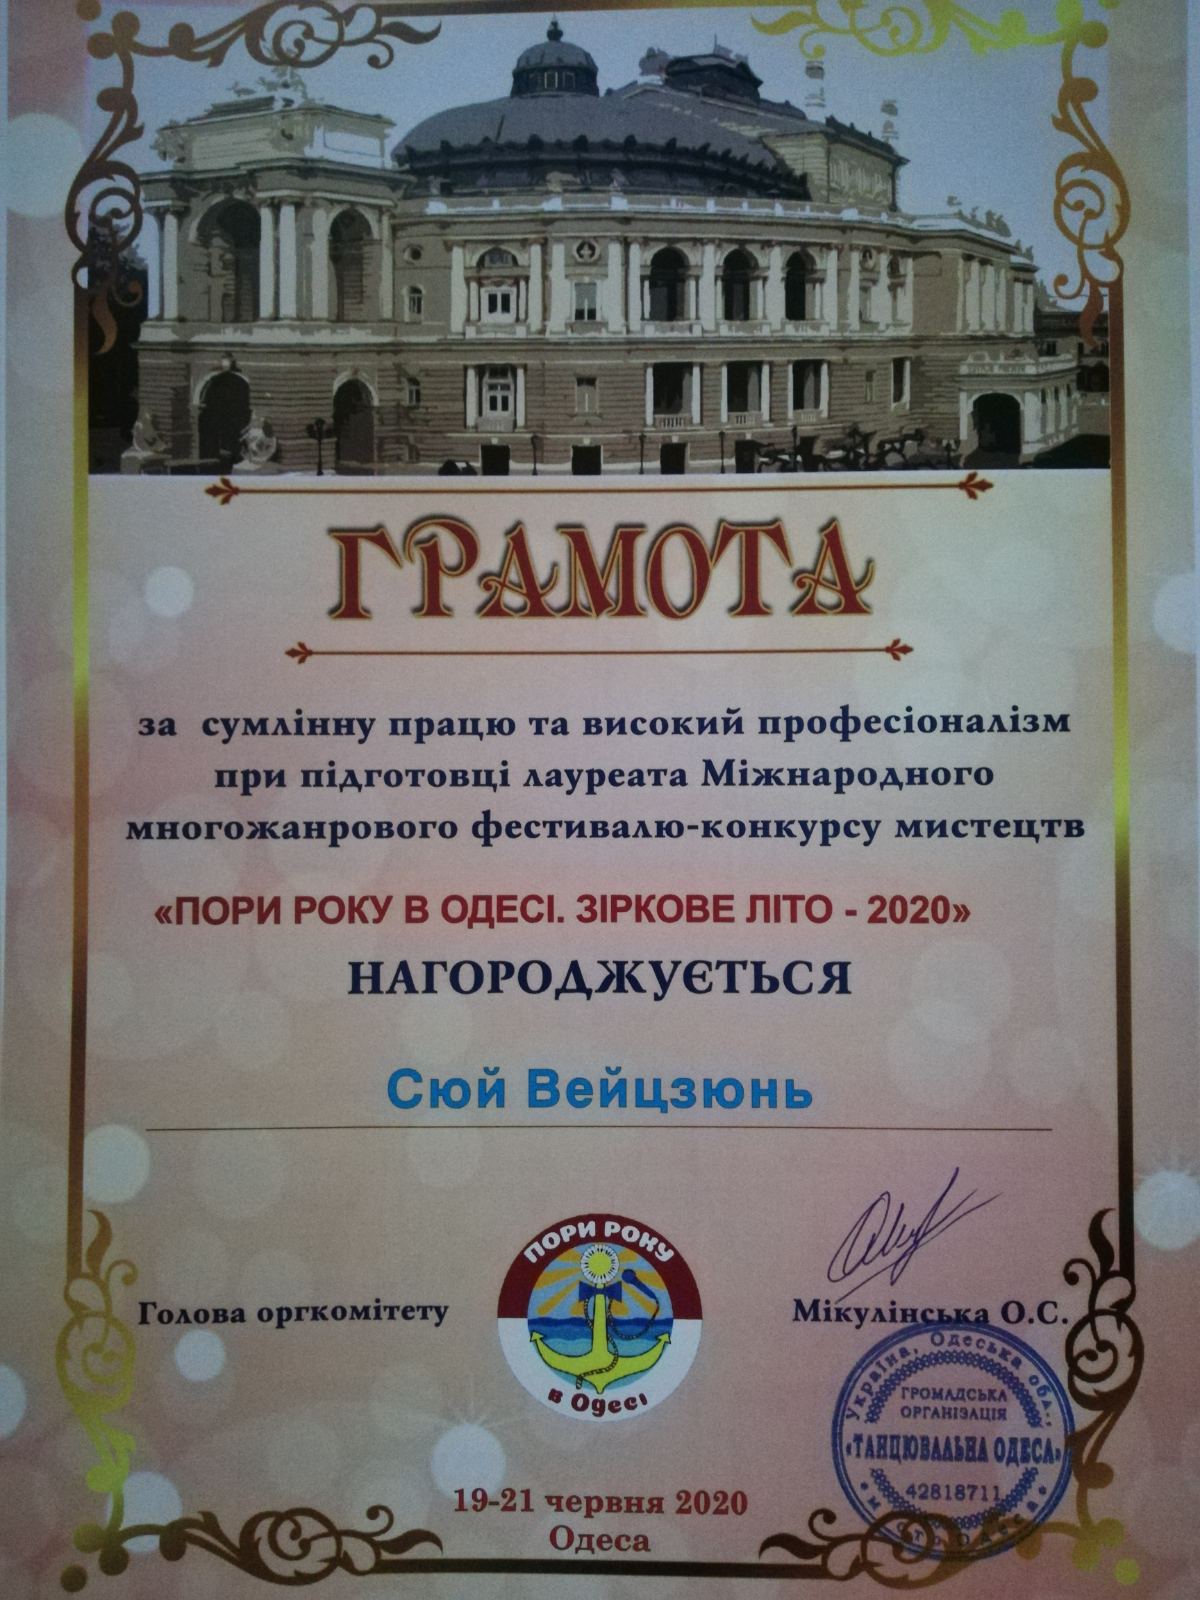 ГРАМОТА
за сумлінну працю та високий професіоналізм
при підготовці лауреата Міжнародного
многожанрового фестивалю-конкурсу мистецтв
«ПОРИ РОКУ В ОДЕСІ. ЗІРКОВЕ ЛІТО - 2020»
НАГОРОДЖУЄТЬСЯ
Сюй Вейцзюнь
Голова оргкомітету
ПОРИ РОКУ
в Одесі
Мікулінська О.С.
Україна, Одеська обл.,
ГРОМАДСЬКА
ОРГАНІЗАЦІЯ
«ТАНЦЮВАЛЬНА ОДЕСА»
42818711
місто Одеса
19-21 червня 2020
Одеса